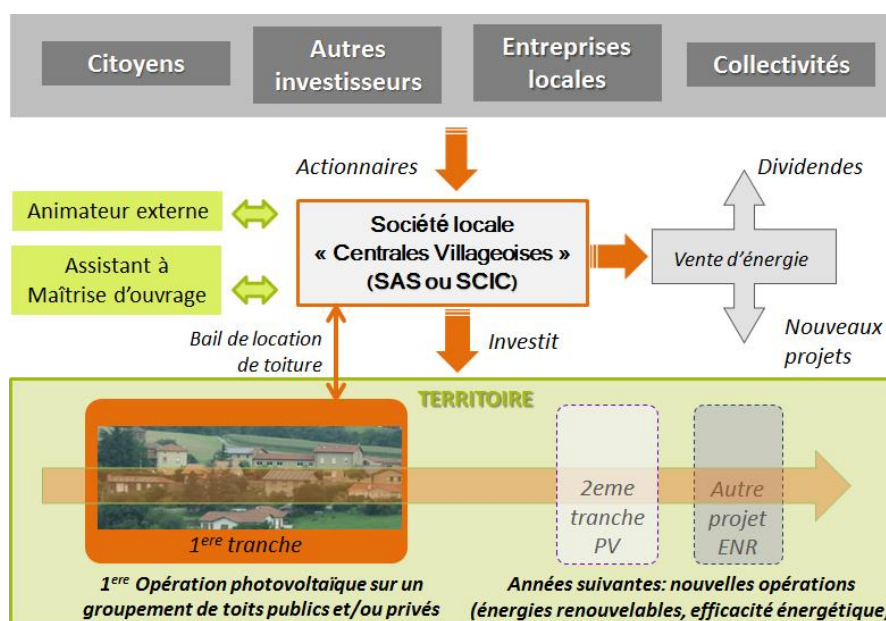 Citoyens
Autres
investisseurs
Entreprises
locales
Collectivités
Actionnaires
Dividendes
Animateur externe
Société locale
« Centrales Villageoises »
(SAS ou SCIC)
Vente d'énergie
Assistant à
Maîtrise d'ouvrage
Bail de location
de toiture
Investit
Nouveaux
projets
TERRITOIRE
1ere tranche
2eme
tranche
PV
Autre
projet
ENR
1ere Opération photovoltaïque sur un
groupement de toits publics et/ou privés
Années suivantes: nouvelles opérations
(énergies renouvelables, efficacité énergétique)